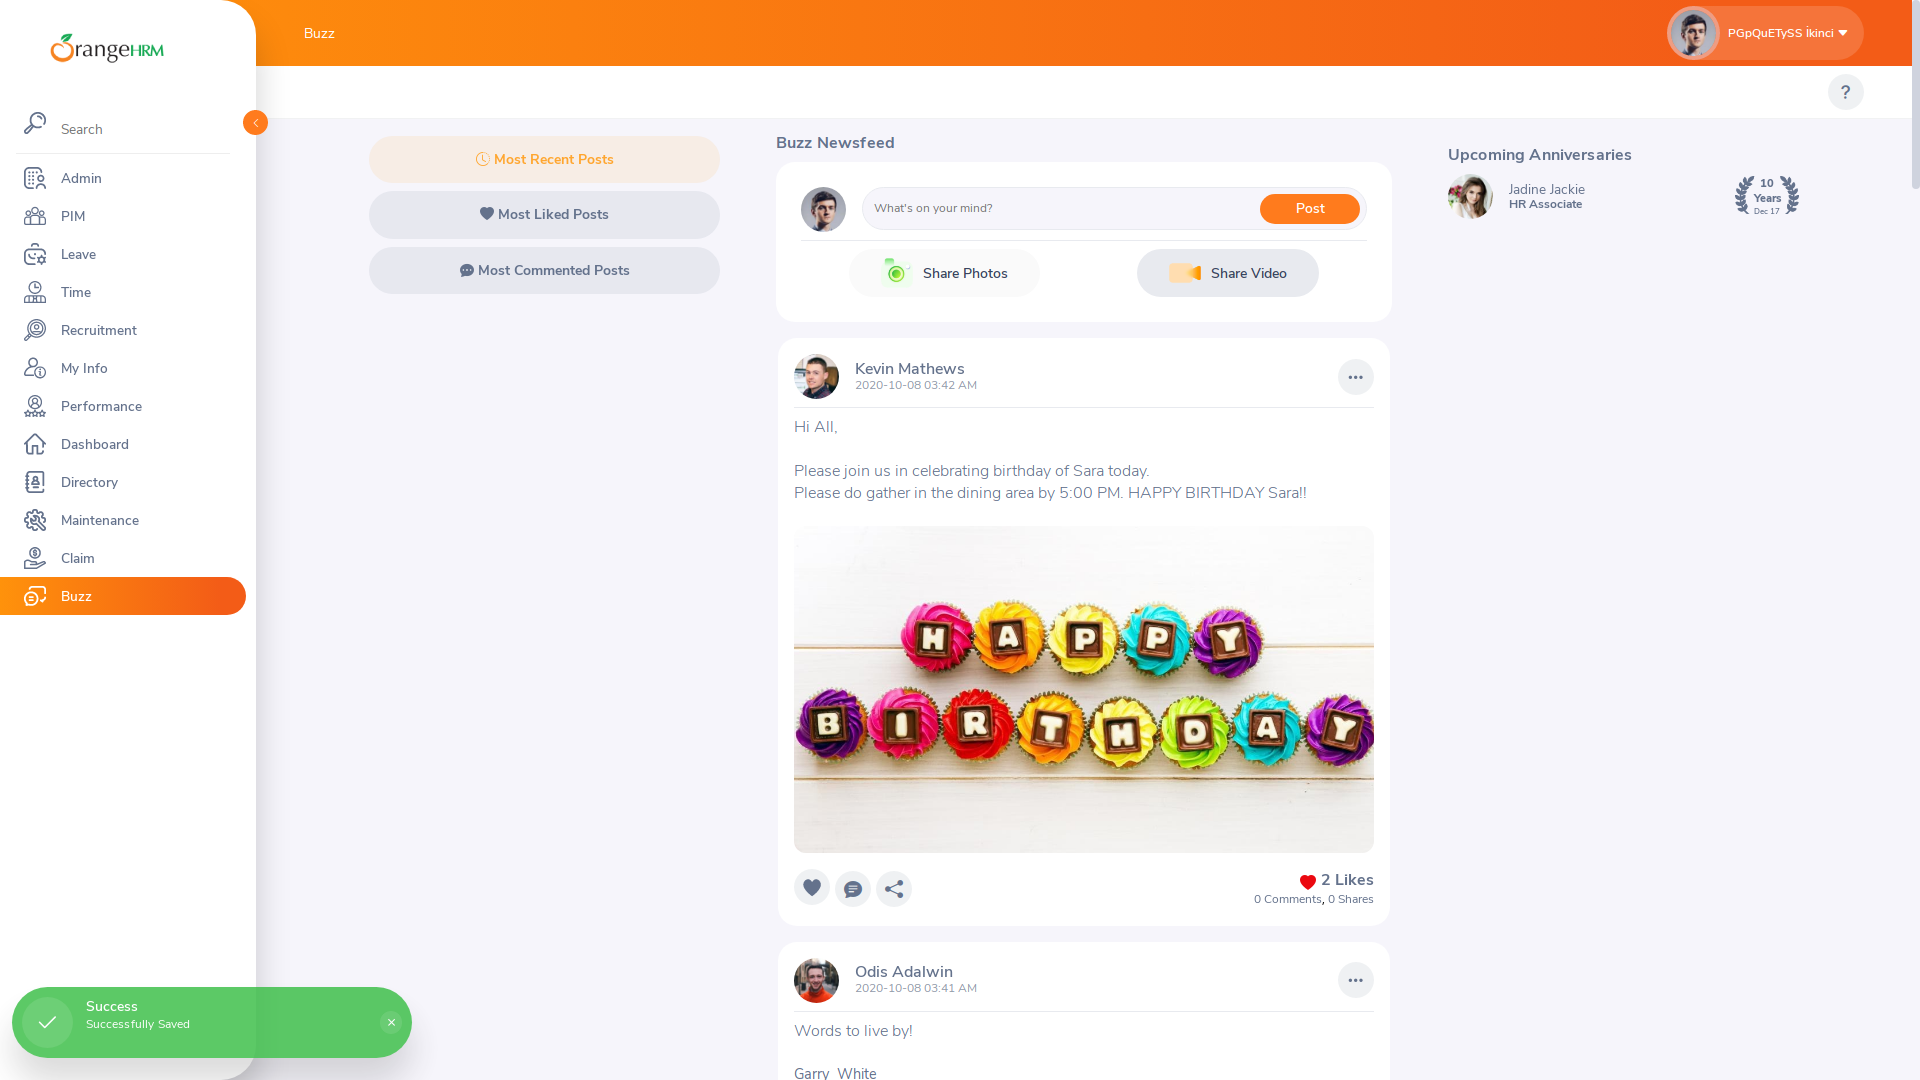 OrangeHRM
Search
Admin
PIM
Leave
Time
Recruitment
My Info
Performance
Dashboard
Directory
Maintenance
Claim
Buzz
Buzz
PGpQuETySS İkinci
?
Most Recent Posts
Most Liked Posts
Most Commented Posts
Buzz Newsfeed
What's on your mind?
Post
Share Photos
Share Video
Kevin Mathews
2020-10-08 03:42 AM
Hi All,
Please join us in celebrating birthday of Sara today.
Please do gather in the dining area by 5:00 PM. HAPPY BIRTHDAY Sara!!
HAPPY
BIRTHDAY
2 Likes
0 Comments, 0 Shares
Odis Adalwin
2020-10-08 03:41 AM
Words to live by!
Garry White
Upcoming Anniversaries
Jadine Jackie
HR Associate
10
Years
Dec 17
Success
Successfully Saved